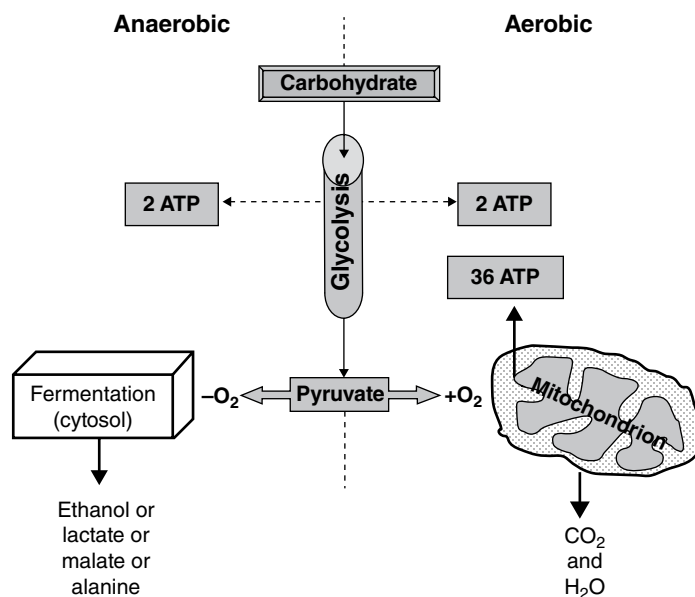 Anaerobic
Aerobic
Carbohydrate
Glycolysis
2 ATP
2 ATP
36 ATP
Fermentation
(cytosol)
–O₂
Pyruvate
+O₂
Mitochondrion
Ethanol or
lactate or
malate or
alanine
CO₂
and
H₂O